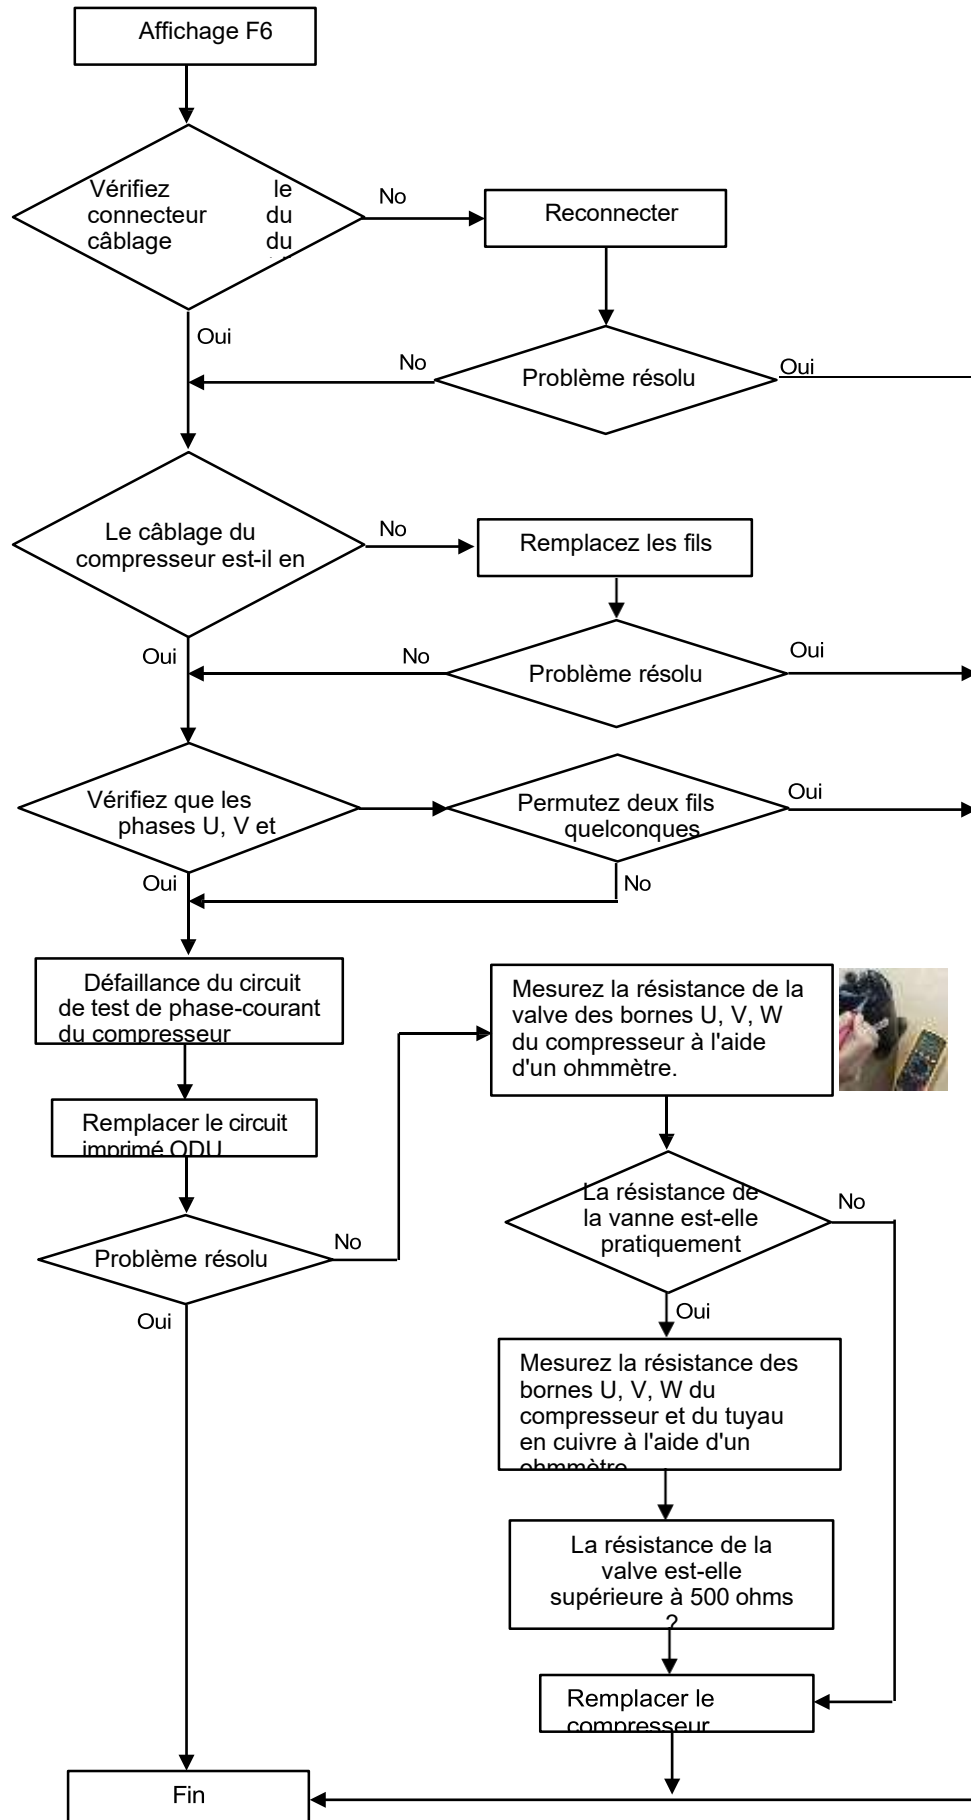 Affichage F6
Vérifiez le
connecteur du
câblage du
No
Reconnecter
Oui
No
Problème résolu
Oui
Le câblage du
compresseur est-il en
No
Remplacez les fils
Oui
No
Problème résolu
Oui
Vérifiez que les
phases U, V et
Permutez deux fils
quelconques
Oui
Oui
No
Défaillance du circuit
de test de phase-courant
du compresseur
Mesurez la résistance de la
valve des bornes U, V, W
du compresseur à l'aide
d'un ohmmètre.
Remplacer le circuit
imprimé ODU
Problème résolu
No
Oui
La résistance de
la vanne est-elle
pratiquement
No
Oui
Mesurez la résistance des
bornes U, V, W du
compresseur et du tuyau
en cuivre à l'aide d'un
ohmmètre
La résistance de la
valve est-elle
supérieure à 500 ohms
?
Remplacer le
compresseur
Fin